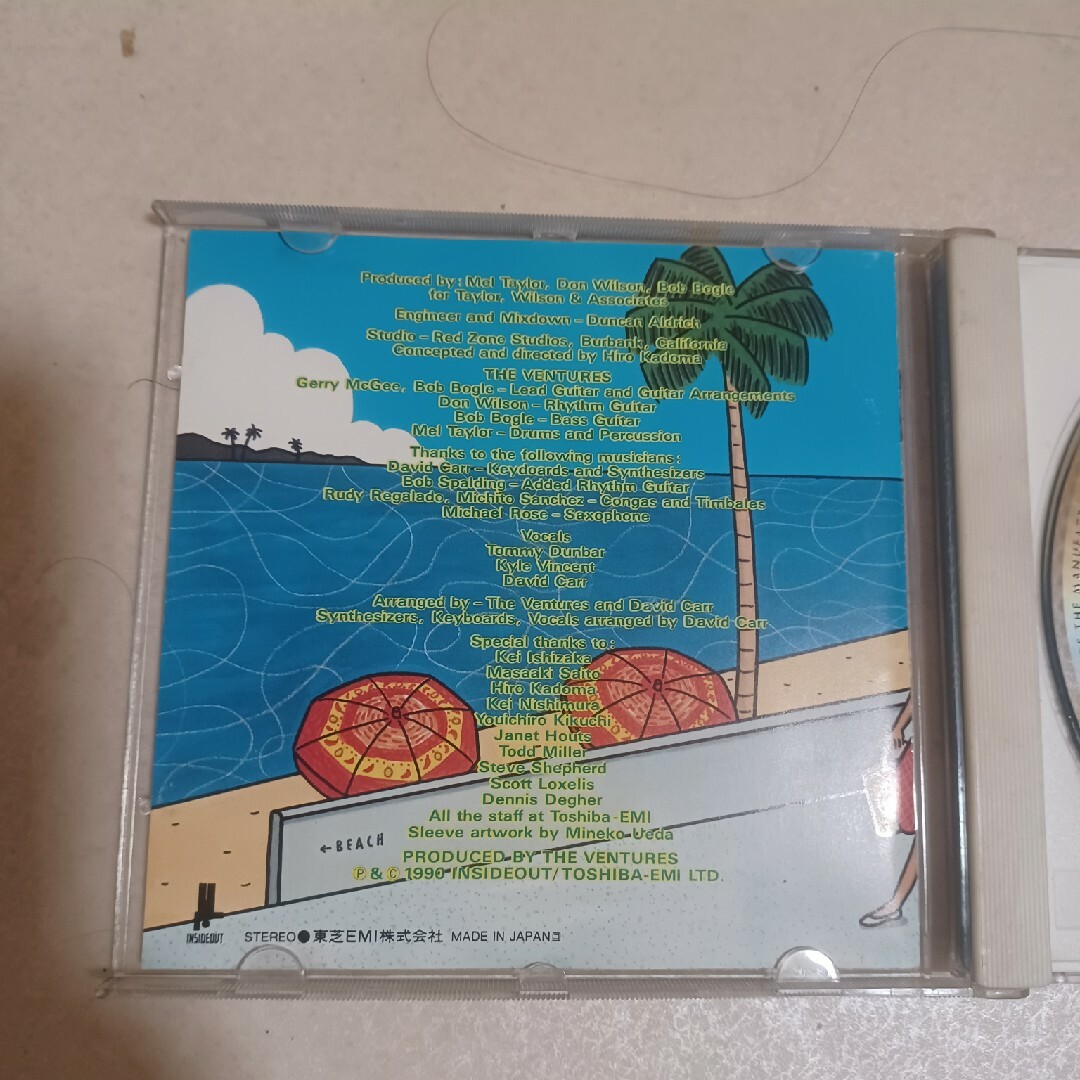 Produced by: Mel Taylor, Don Wilson, Bob Bogle
for Taylor, Wilson & Associates
Engineer and Mixdown – Duncan Aldrich
Studio – Red Zone Studios, Burbank, California
Concepted and directed by Hiro Kadoma
THE VENTURES
Gerry McGee, Bob Bogle – Lead Guitar and Guitar Arrangements
Don Wilson – Rhythm Guitar
Bob Bogle – Bass Guitar
Mel Taylor – Drums and Percussion
Thanks to the following musicians:
David Carr – Keydoards and Synthesizers
Bob Spalding – Added Rhythm Guitar
Rudy Regalado, Michito Sanchez – Congas and Timbales
Michael Rose – Saxophone
Vocals
Tommy Dunbar
Kyle Vincent
David Carr
Arranged by – The Ventures and David Carr
Synthesizers, Keyboards, Vocals arranged by David Carr
Special thanks to:
Kei Ishizaka
Masaaki Saito
Hiro Kadoma
Kei Nishimura
Youichiro Kikuchi
Janet Houts
Todd Miller
Steve Shepherd
Scott Loxelis
Dennis Degher
All the staff at Toshiba-EMI
Sleeve artwork by Mineko Ueda
PRODUCED BY THE VENTURES
Ⓟ & © 1990 INSIDEOUT/TOSHIBA-EMI LTD.
←BEACH
INSIDEOUT
STEREO●東芝EMI株式会社 MADE IN JAPANヨ
THE